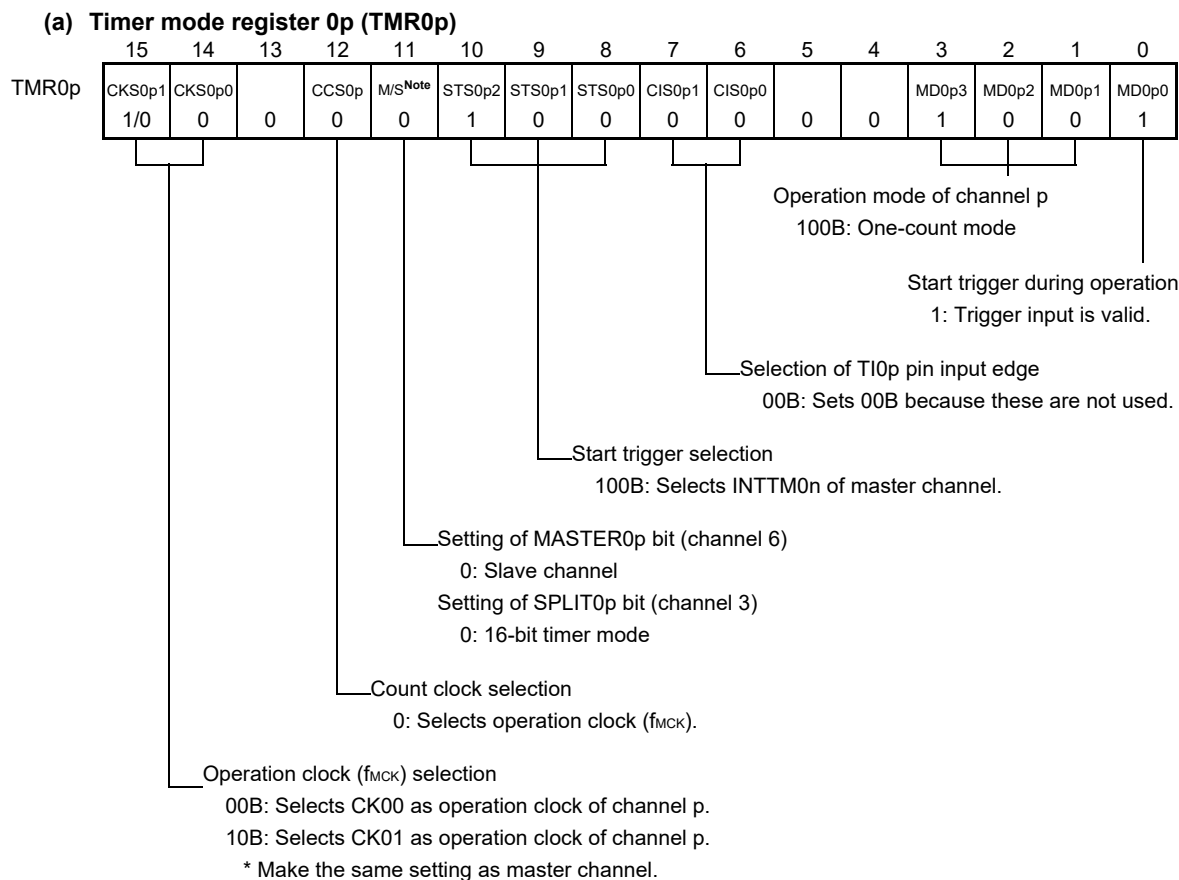 (a) Timer mode register 0p (TMR0p)
15 14 13 12 11 10 9 8 7 6 5 4 3 2 1 0
TMR0p CKS0p1 CKS0p0 CCS0p M/SNote STS0p2 STS0p1 STS0p0 CIS0p1 CIS0p0 MD0p3 MD0p2 MD0p1 MD0p0
1/0 0 0 0 0 1 0 0 0 0 0 0 1 0 0 1
Operation mode of channel p
100B: One-count mode
Start trigger during operation
1: Trigger input is valid.
Selection of TI0p pin input edge
00B: Sets 00B because these are not used.
Start trigger selection
100B: Selects INTTM0n of master channel.
Setting of MASTER0p bit (channel 6)
0: Slave channel
Setting of SPLIT0p bit (channel 3)
0: 16-bit timer mode
Count clock selection
0: Selects operation clock (fMCK).
Operation clock (fMCK) selection
00B: Selects CK00 as operation clock of channel p.
10B: Selects CK01 as operation clock of channel p.
* Make the same setting as master channel.